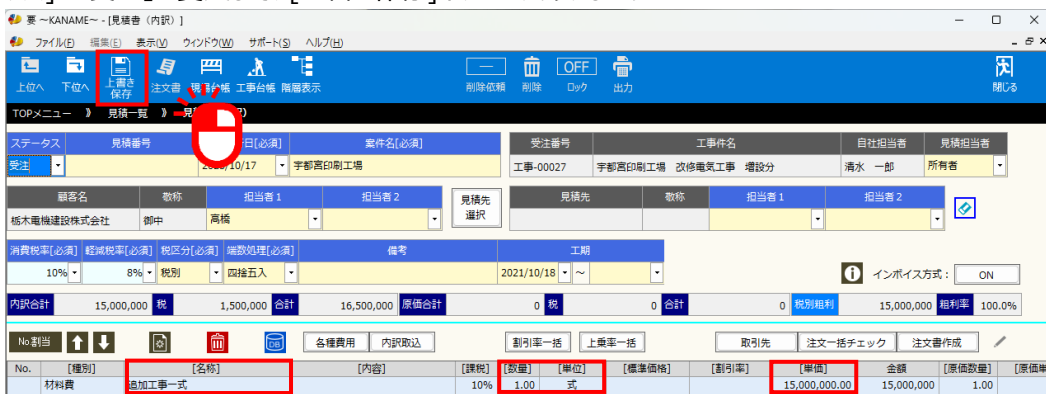 要 ~KANAME~ - [見積書（内訳）]
ファイル(F) 編集(E) 表示(V) ウィンドウ(W) サポート(S) ヘルプ(H)
上位へ 下位へ 上書き保存 注文書 工事台帳 階層表示 削除依頼 削除 OFF ロック 出力 閉じる
TOPメニュー 》 見積一覧 》
ステータス 見積番号 案件名[必須] 受注番号 工事件名 自社担当者 見積担当者
受注 宇都宮印刷工場 工事-00027 宇都宮印刷工場 改修電気工事 増設分 清水 一郎 所有者
顧客名 敬称 担当者1 担当者2 見積先選択 見積先 敬称 担当者1 担当者2
栃木電機建設株式会社 御中 高橋
消費税率[必須] 軽減税率[必須] 税区分[必須] 端数処理[必須] 備考 工期
10% 8% 税別 四捨五入 2021/10/18 ~ インボイス方式： ON
内訳合計 15,000,000 税 1,500,000 合計 16,500,000 原価合計 0 税 0 合計 0 税別粗利 15,000,000 粗利率 100.0%
No割当 DB 各種費用 内訳取込 割引率一括 上乗率一括 取引先 注文一括チェック 注文書作成
No. [種別] [名称] [内容] [課税] [数量] [単位] [標準価格] [割引率] [単価] 金額 [原価数量] [原価単
材料費 追加工事一式 10% 1.00 式 15,000,000.00 15,000,000 1.00